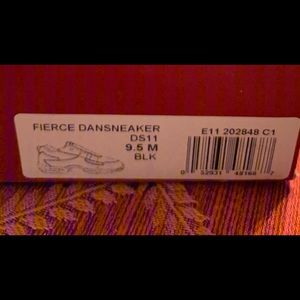 FIERCE DANSNEAKER
DS11
9.5 M
BLK
E11 202848 C1